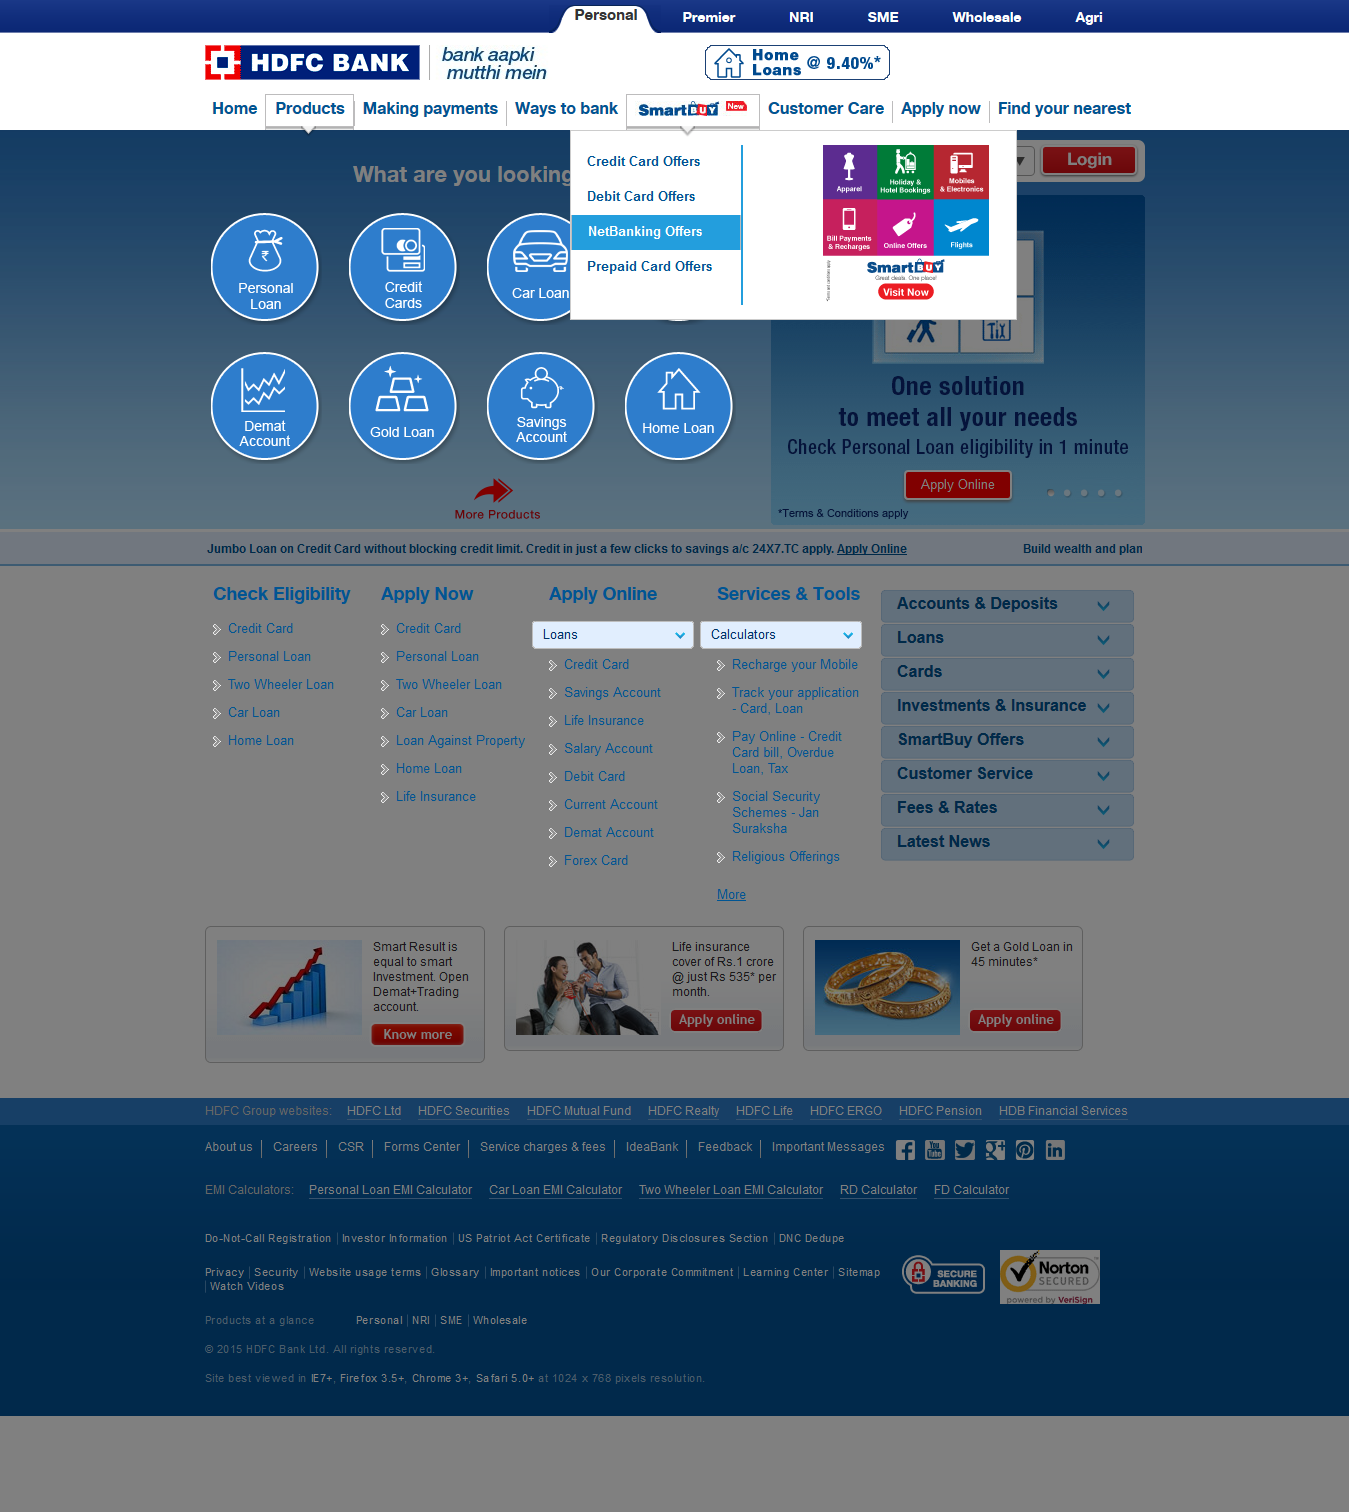 Personal
Premier
NRI
SME
Wholesale
Agri
HDFC BANK
bank aapki
mutthi mein
Home
Loans @ 9.40%*
Home
Products
Making payments
Ways to bank
SmartBUY New
Customer Care
Apply now
Find your nearest
What are you looking
Credit Card Offers
Debit Card Offers
NetBanking Offers
Prepaid Card Offers
Apparel
Holiday &
Hotel Bookings
Mobiles
& Electronics
Bill Payments
& Recharges
Online Offers
Flights
SmartBUY
Great deals. One place!
Visit Now
Login
Personal
Loan
Credit
Cards
Car Loan
Demat
Account
Gold Loan
Savings
Account
Home Loan
More Products
One solution
to meet all your needs
Check Personal Loan eligibility in 1 minute
Apply Online
*Terms & Conditions apply
Jumbo Loan on Credit Card without blocking credit limit. Credit in just a few clicks to savings a/c 24X7.TC apply. Apply Online
Build wealth and plan
Check Eligibility
Credit Card
Personal Loan
Two Wheeler Loan
Car Loan
Home Loan
Apply Now
Credit Card
Personal Loan
Two Wheeler Loan
Car Loan
Loan Against Property
Home Loan
Life Insurance
Apply Online
Loans
Credit Card
Savings Account
Life Insurance
Salary Account
Debit Card
Current Account
Demat Account
Forex Card
Services & Tools
Calculators
Recharge your Mobile
Track your application
- Card, Loan
Pay Online - Credit
Card bill, Overdue
Loan, Tax
Social Security
Schemes - Jan
Suraksha
Religious Offerings
More
Accounts & Deposits
Loans
Cards
Investments & Insurance
SmartBuy Offers
Customer Service
Fees & Rates
Latest News
Smart Result is
equal to smart
Investment. Open
Demat+Trading
account.
Know more
Life insurance
cover of Rs.1 crore
@ just Rs 535* per
month.
Apply online
Get a Gold Loan in
45 minutes*
Apply online
HDFC Group websites:
HDFC Ltd
HDFC Securities
HDFC Mutual Fund
HDFC Realty
HDFC Life
HDFC ERGO
HDFC Pension
HDB Financial Services
About us
Careers
CSR
Forms Center
Service charges & fees
IdeaBank
Feedback
Important Messages
You
Tube
EMI Calculators:
Personal Loan EMI Calculator
Car Loan EMI Calculator
Two Wheeler Loan EMI Calculator
RD Calculator
FD Calculator
Do-Not-Call Registration
Investor Information
US Patriot Act Certificate
Regulatory Disclosures Section
DNC Dedupe
Privacy
Security
Website usage terms
Glossary
Important notices
Our Corporate Commitment
Learning Center
Sitemap
Watch Videos
SECURE
BANKING
Norton
SECURED
powered by VeriSign
Products at a glance
Personal
NRI
SME
Wholesale
© 2015 HDFC Bank Ltd. All rights reserved.
Site best viewed in IE7+, Firefox 3.5+, Chrome 3+, Safari 5.0+ at 1024 x 768 pixels resolution.